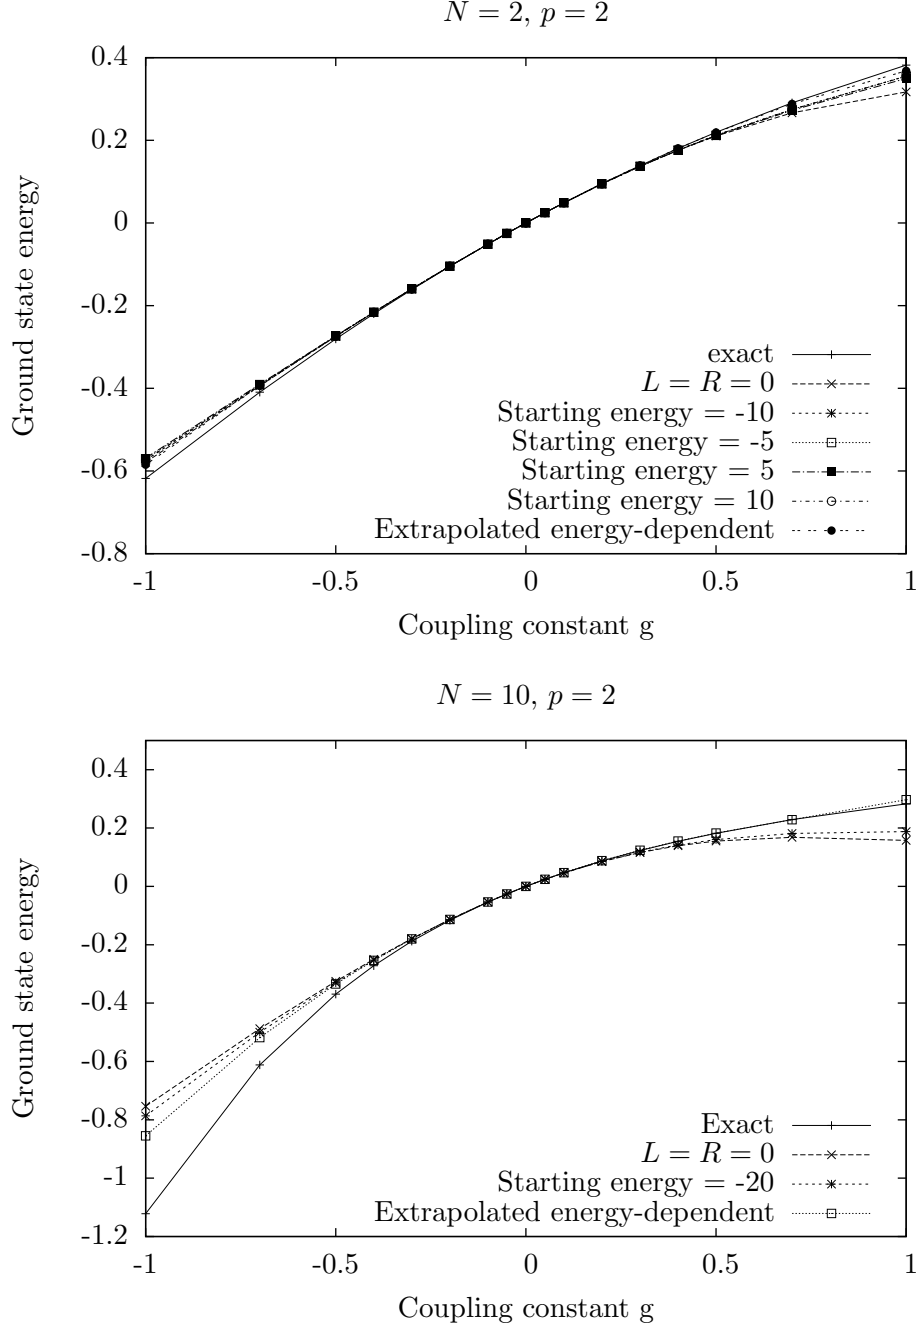 N = 2, p = 2
0.4
0.2
0
-0.2
-0.4
-0.6
-0.8
Ground state energy
exact
L = R = 0
Starting energy = -10
Starting energy = -5
Starting energy = 5
Starting energy = 10
Extrapolated energy-dependent
-1 -0.5 0 0.5 1
Coupling constant g
N = 10, p = 2
0.4
0.2
0
-0.2
-0.4
-0.6
-0.8
-1
-1.2
Ground state energy
Exact
L = R = 0
Starting energy = -20
Extrapolated energy-dependent
-1 -0.5 0 0.5 1
Coupling constant g